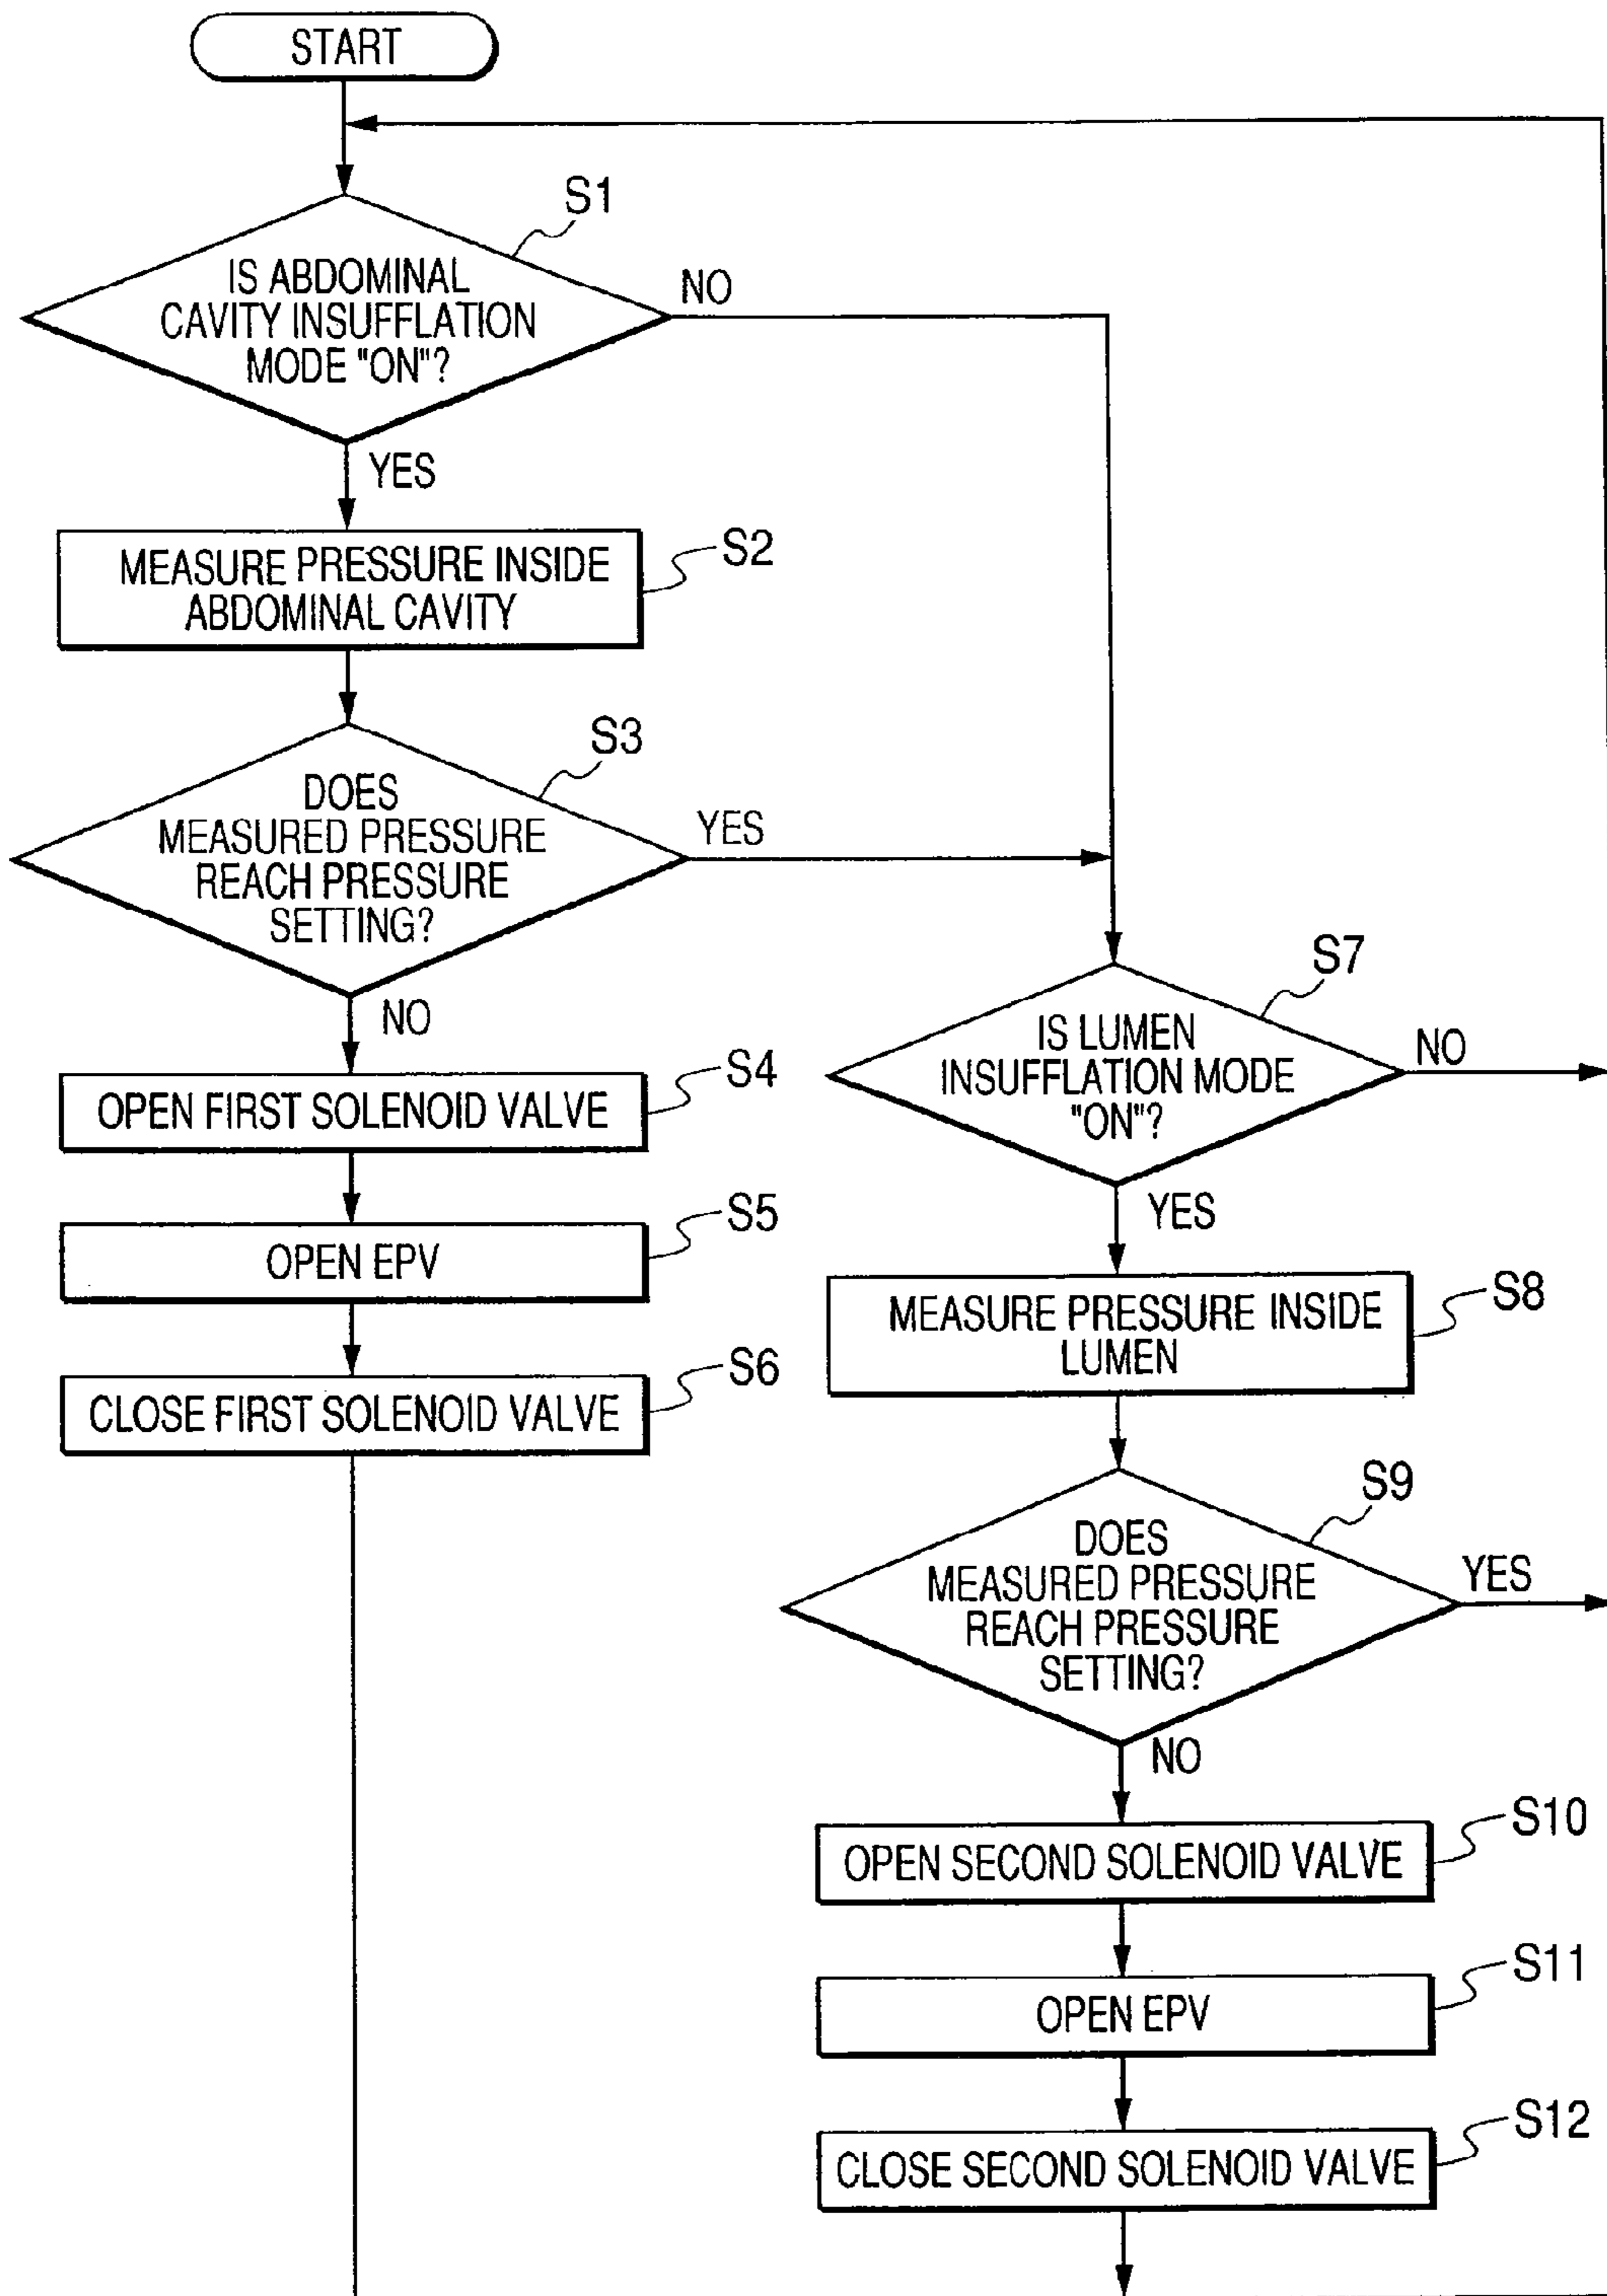 START
S1
IS ABDOMINAL
CAVITY INSUFFLATION
MODE "ON"?
NO
YES
S2
MEASURE PRESSURE INSIDE
ABDOMINAL CAVITY
S3
DOES
MEASURED PRESSURE
REACH PRESSURE
SETTING?
YES
NO
S4
OPEN FIRST SOLENOID VALVE
S5
OPEN EPV
S6
CLOSE FIRST SOLENOID VALVE
S7
IS LUMEN
INSUFFLATION MODE
"ON"?
NO
YES
S8
MEASURE PRESSURE INSIDE
LUMEN
S9
DOES
MEASURED PRESSURE
REACH PRESSURE
SETTING?
YES
NO
S10
OPEN SECOND SOLENOID VALVE
S11
OPEN EPV
S12
CLOSE SECOND SOLENOID VALVE